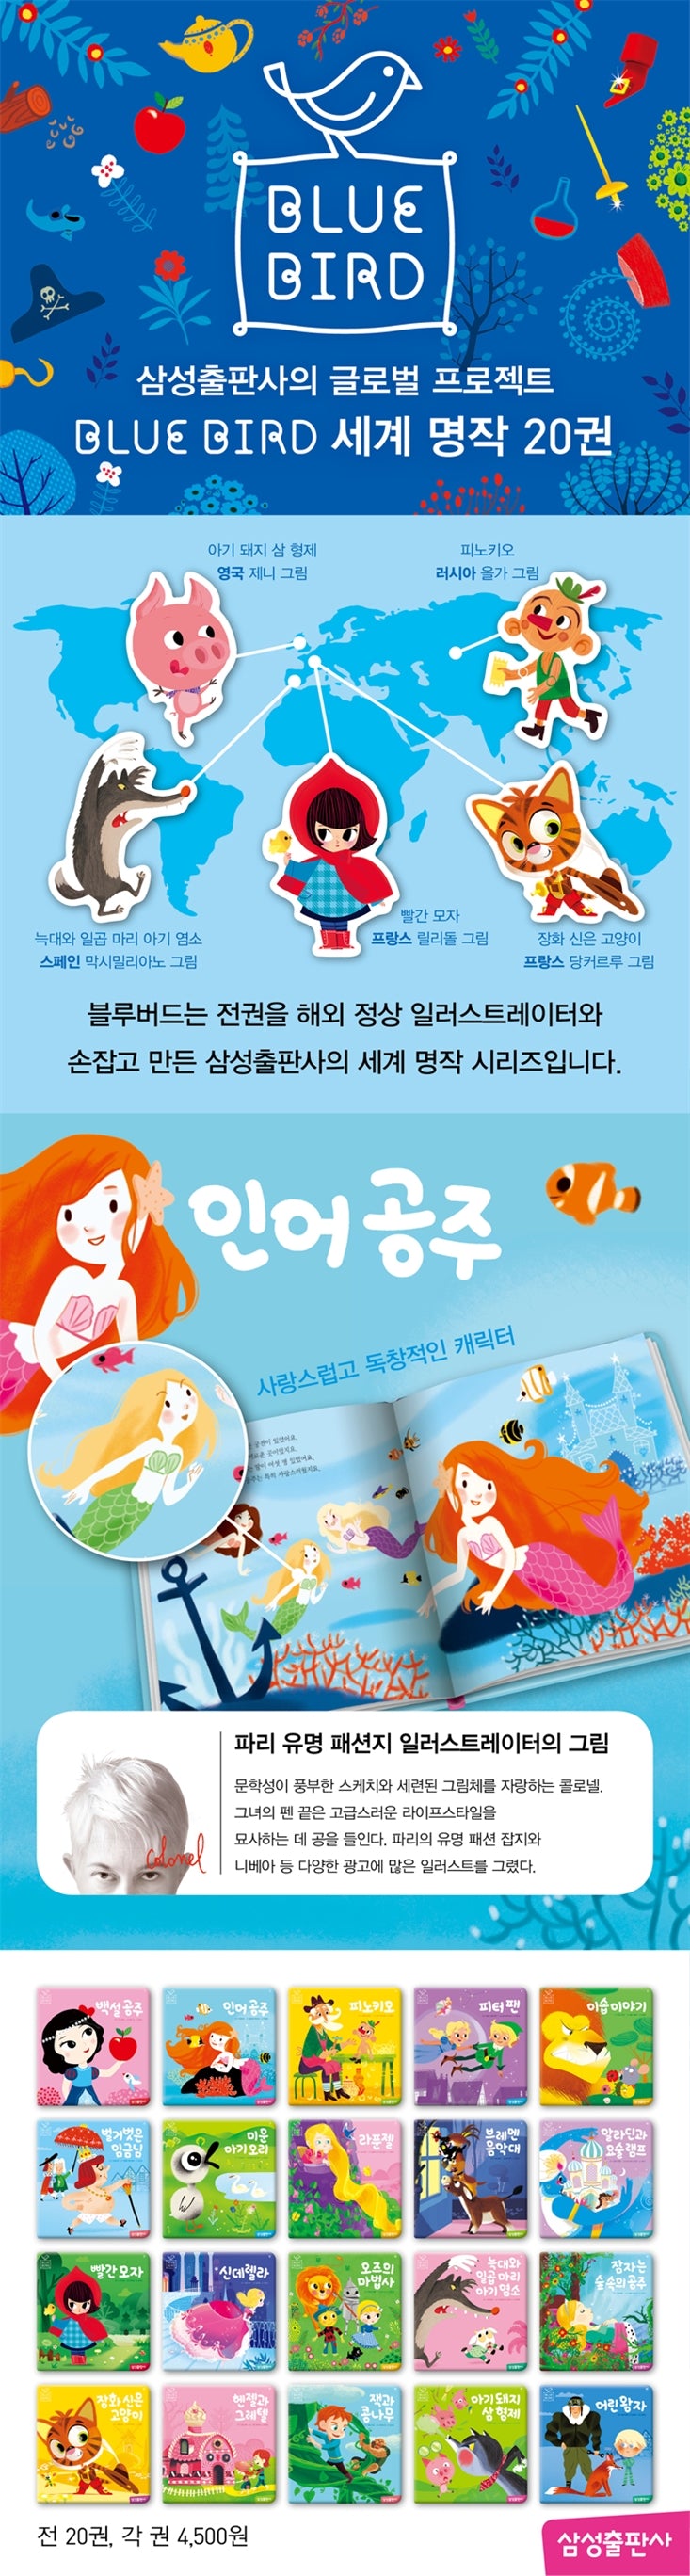 BLUE
BIRD
삼성출판사의 글로벌 프로젝트
BLUE BIRD 세계 명작 20권
아기 돼지 삼 형제
영국 제니 그림
피노키오
러시아 올가 그림
늑대와 일곱 마리 아기 염소
스페인 막시밀리아노 그림
빨간 모자
프랑스 릴리돌 그림
장화 신은 고양이
프랑스 당커르루 그림
블루버드는 전권을 해외 정상 일러스트레이터와
손잡고 만든 삼성출판사의 세계 명작 시리즈입니다.
인어 공주
사랑스럽고 독창적인 캐릭터
파리 유명 패션지 일러스트레이터의 그림
문학성이 풍부한 스케치와 세련된 그림체를 자랑하는 콜로넬.
그녀의 펜 끝은 고급스러운 라이프스타일을
묘사하는 데 공을 들인다. 파리의 유명 패션 잡지와
니베아 등 다양한 광고에 많은 일러스트를 그렸다.
colonel
백설 공주
인어 공주
피노키오
피터 팬
이솝 이야기
벌거벗은
임금님
미운
아기 오리
라푼젤
브레멘
음악대
알라딘과
요술 램프
빨간 모자
신데렐라
오즈의
마법사
늑대와
일곱 마리
아기 염소
잠자는
숲속의 공주
장화 신은
고양이
헨젤과
그레텔
잭과
콩나무
아기 돼지
삼 형제
어린 왕자
전 20권, 각 권 4,500원
삼성출판사